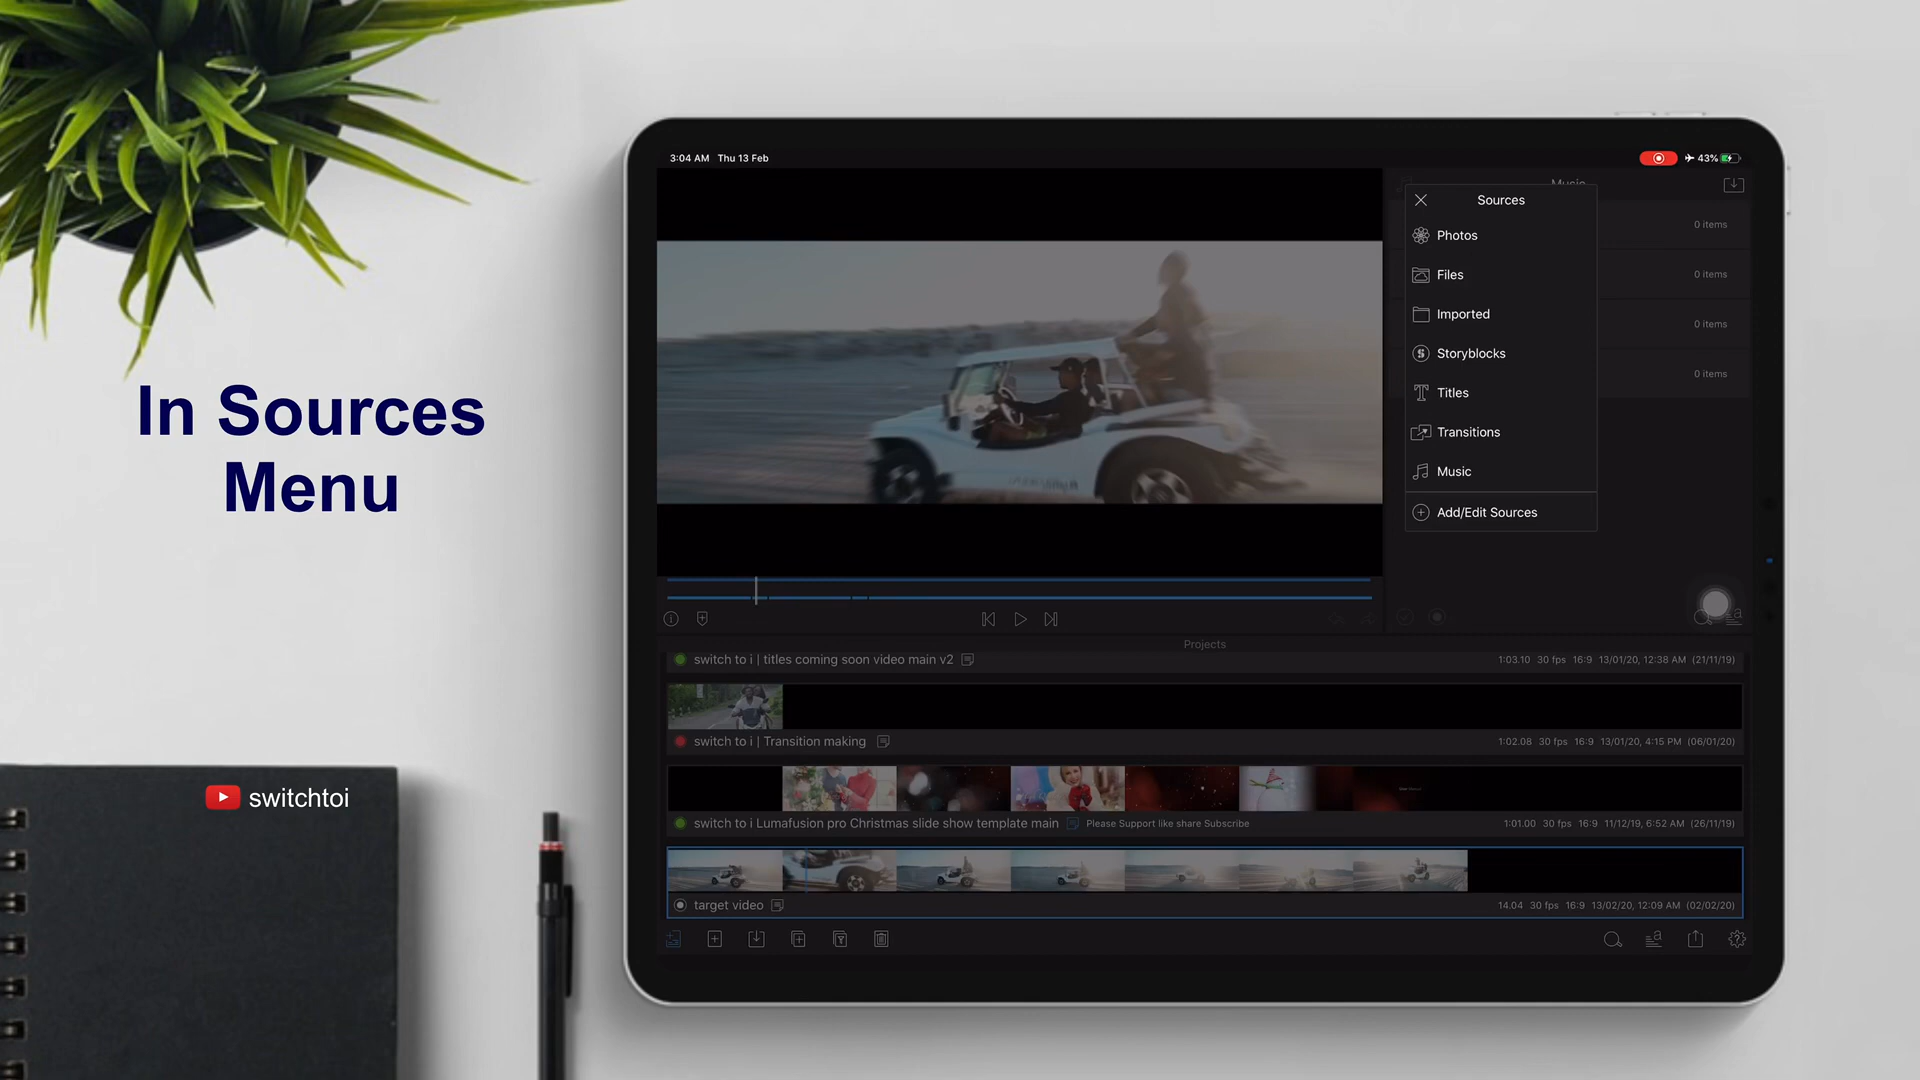 In Sources
Menu
switchtoi
3:04 AM Thu 13 Feb
43%
Music
Sources
Photos
Files
Imported
Storyblocks
Titles
Transitions
Music
Add/Edit Sources
0 items
0 items
0 items
0 items
Projects
switch to i | titles coming soon video main v2
1:03.10 30 fps 16:9 13/01/20, 12:38 AM (21/11/19)
switch to i | Transition making
1:02.08 30 fps 16:9 13/01/20, 4:15 PM (06/01/20)
switch to i Lumafusion pro Christmas slide show template main Please Support like share Subscribe
1:01.00 30 fps 16:9 11/12/19, 6:52 AM (26/11/19)
target video
14.04 30 fps 16:9 13/02/20, 12:09 AM (02/02/20)